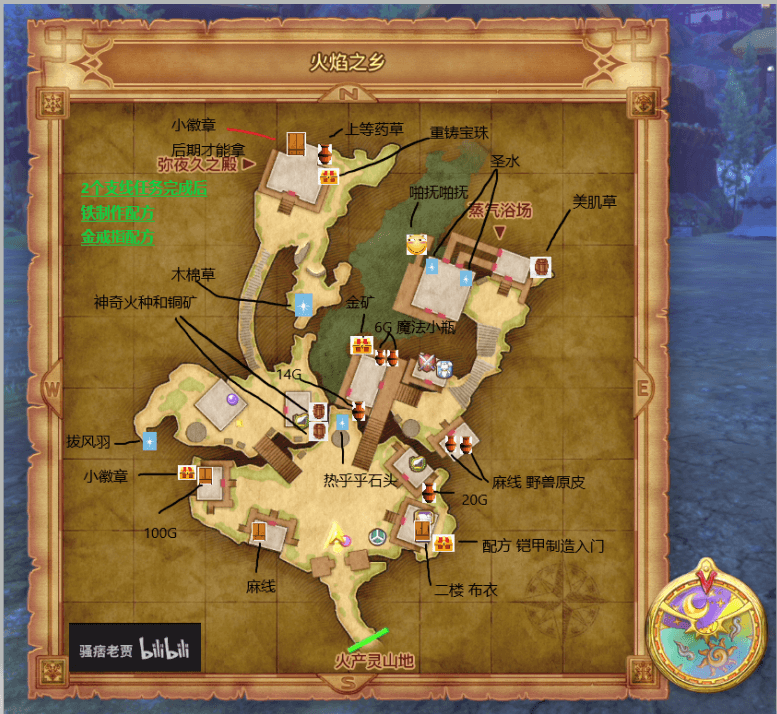 火焰之乡
N
小徽章
后期才能拿
上等药草
重铸宝珠
弥夜久之殿
圣水
2个支线任务完成后
铁制作配方
金戒指配方
啪抚啪抚
蒸气浴场
美肌草
木棉草
神奇火种和铜矿
金矿
6G 魔法小瓶
14G
W
E
拔风羽
小徽章
热乎乎石头
麻线 野兽原皮
20G
100G
配方 铠甲制造入门
麻线
二楼 布衣
骚痞老贾 bilibili
火产灵山地
S